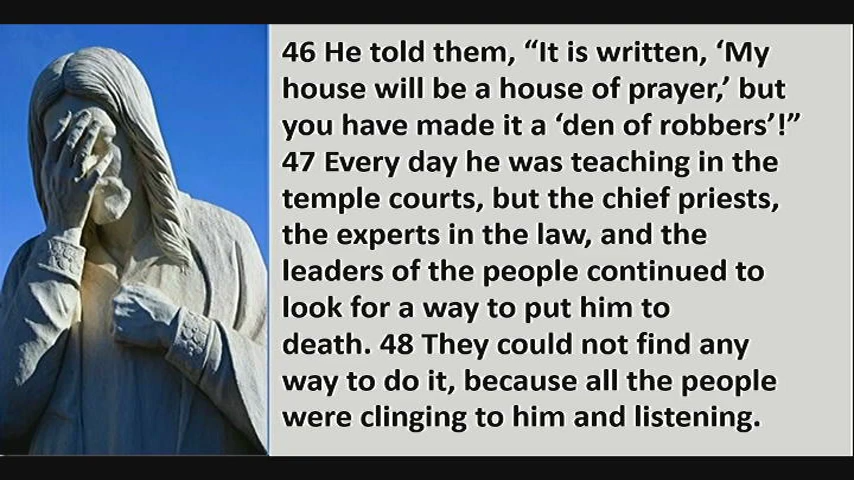 46 He told them, “It is written, ‘My
house will be a house of prayer,’ but
you have made it a ‘den of robbers’!”
47 Every day he was teaching in the
temple courts, but the chief priests,
the experts in the law, and the
leaders of the people continued to
look for a way to put him to
death. 48 They could not find any
way to do it, because all the people
were clinging to him and listening.